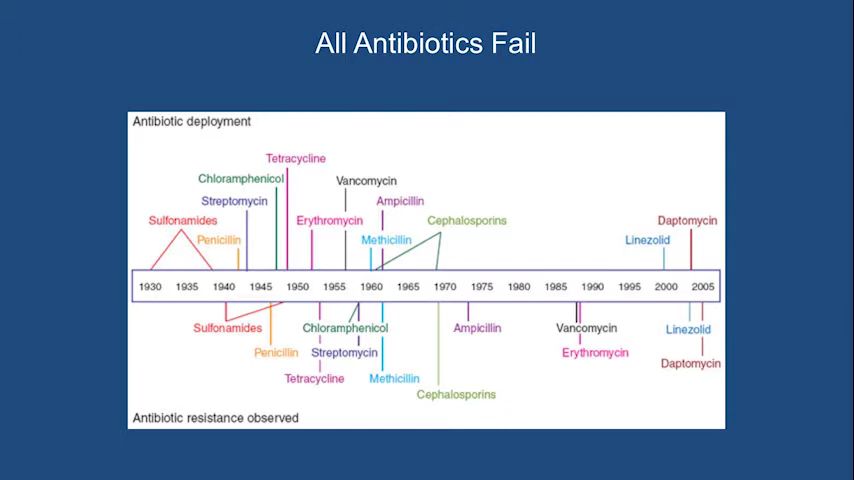 All Antibiotics Fail
Antibiotic deployment
Tetracycline
Chloramphenicol
Vancomycin
Streptomycin
Ampicillin
Sulfonamides
Erythromycin
Cephalosporins
Daptomycin
Penicillin
Methicillin
Linezolid
1930 1935 1940 1945 1950 1955 1960 1965 1970 1975 1980 1985 1990 1995 2000 2005
Sulfonamides
Chloramphenicol
Ampicillin
Vancomycin
Linezolid
Penicillin
Streptomycin
Erythromycin
Daptomycin
Tetracycline
Methicillin
Cephalosporins
Antibiotic resistance observed